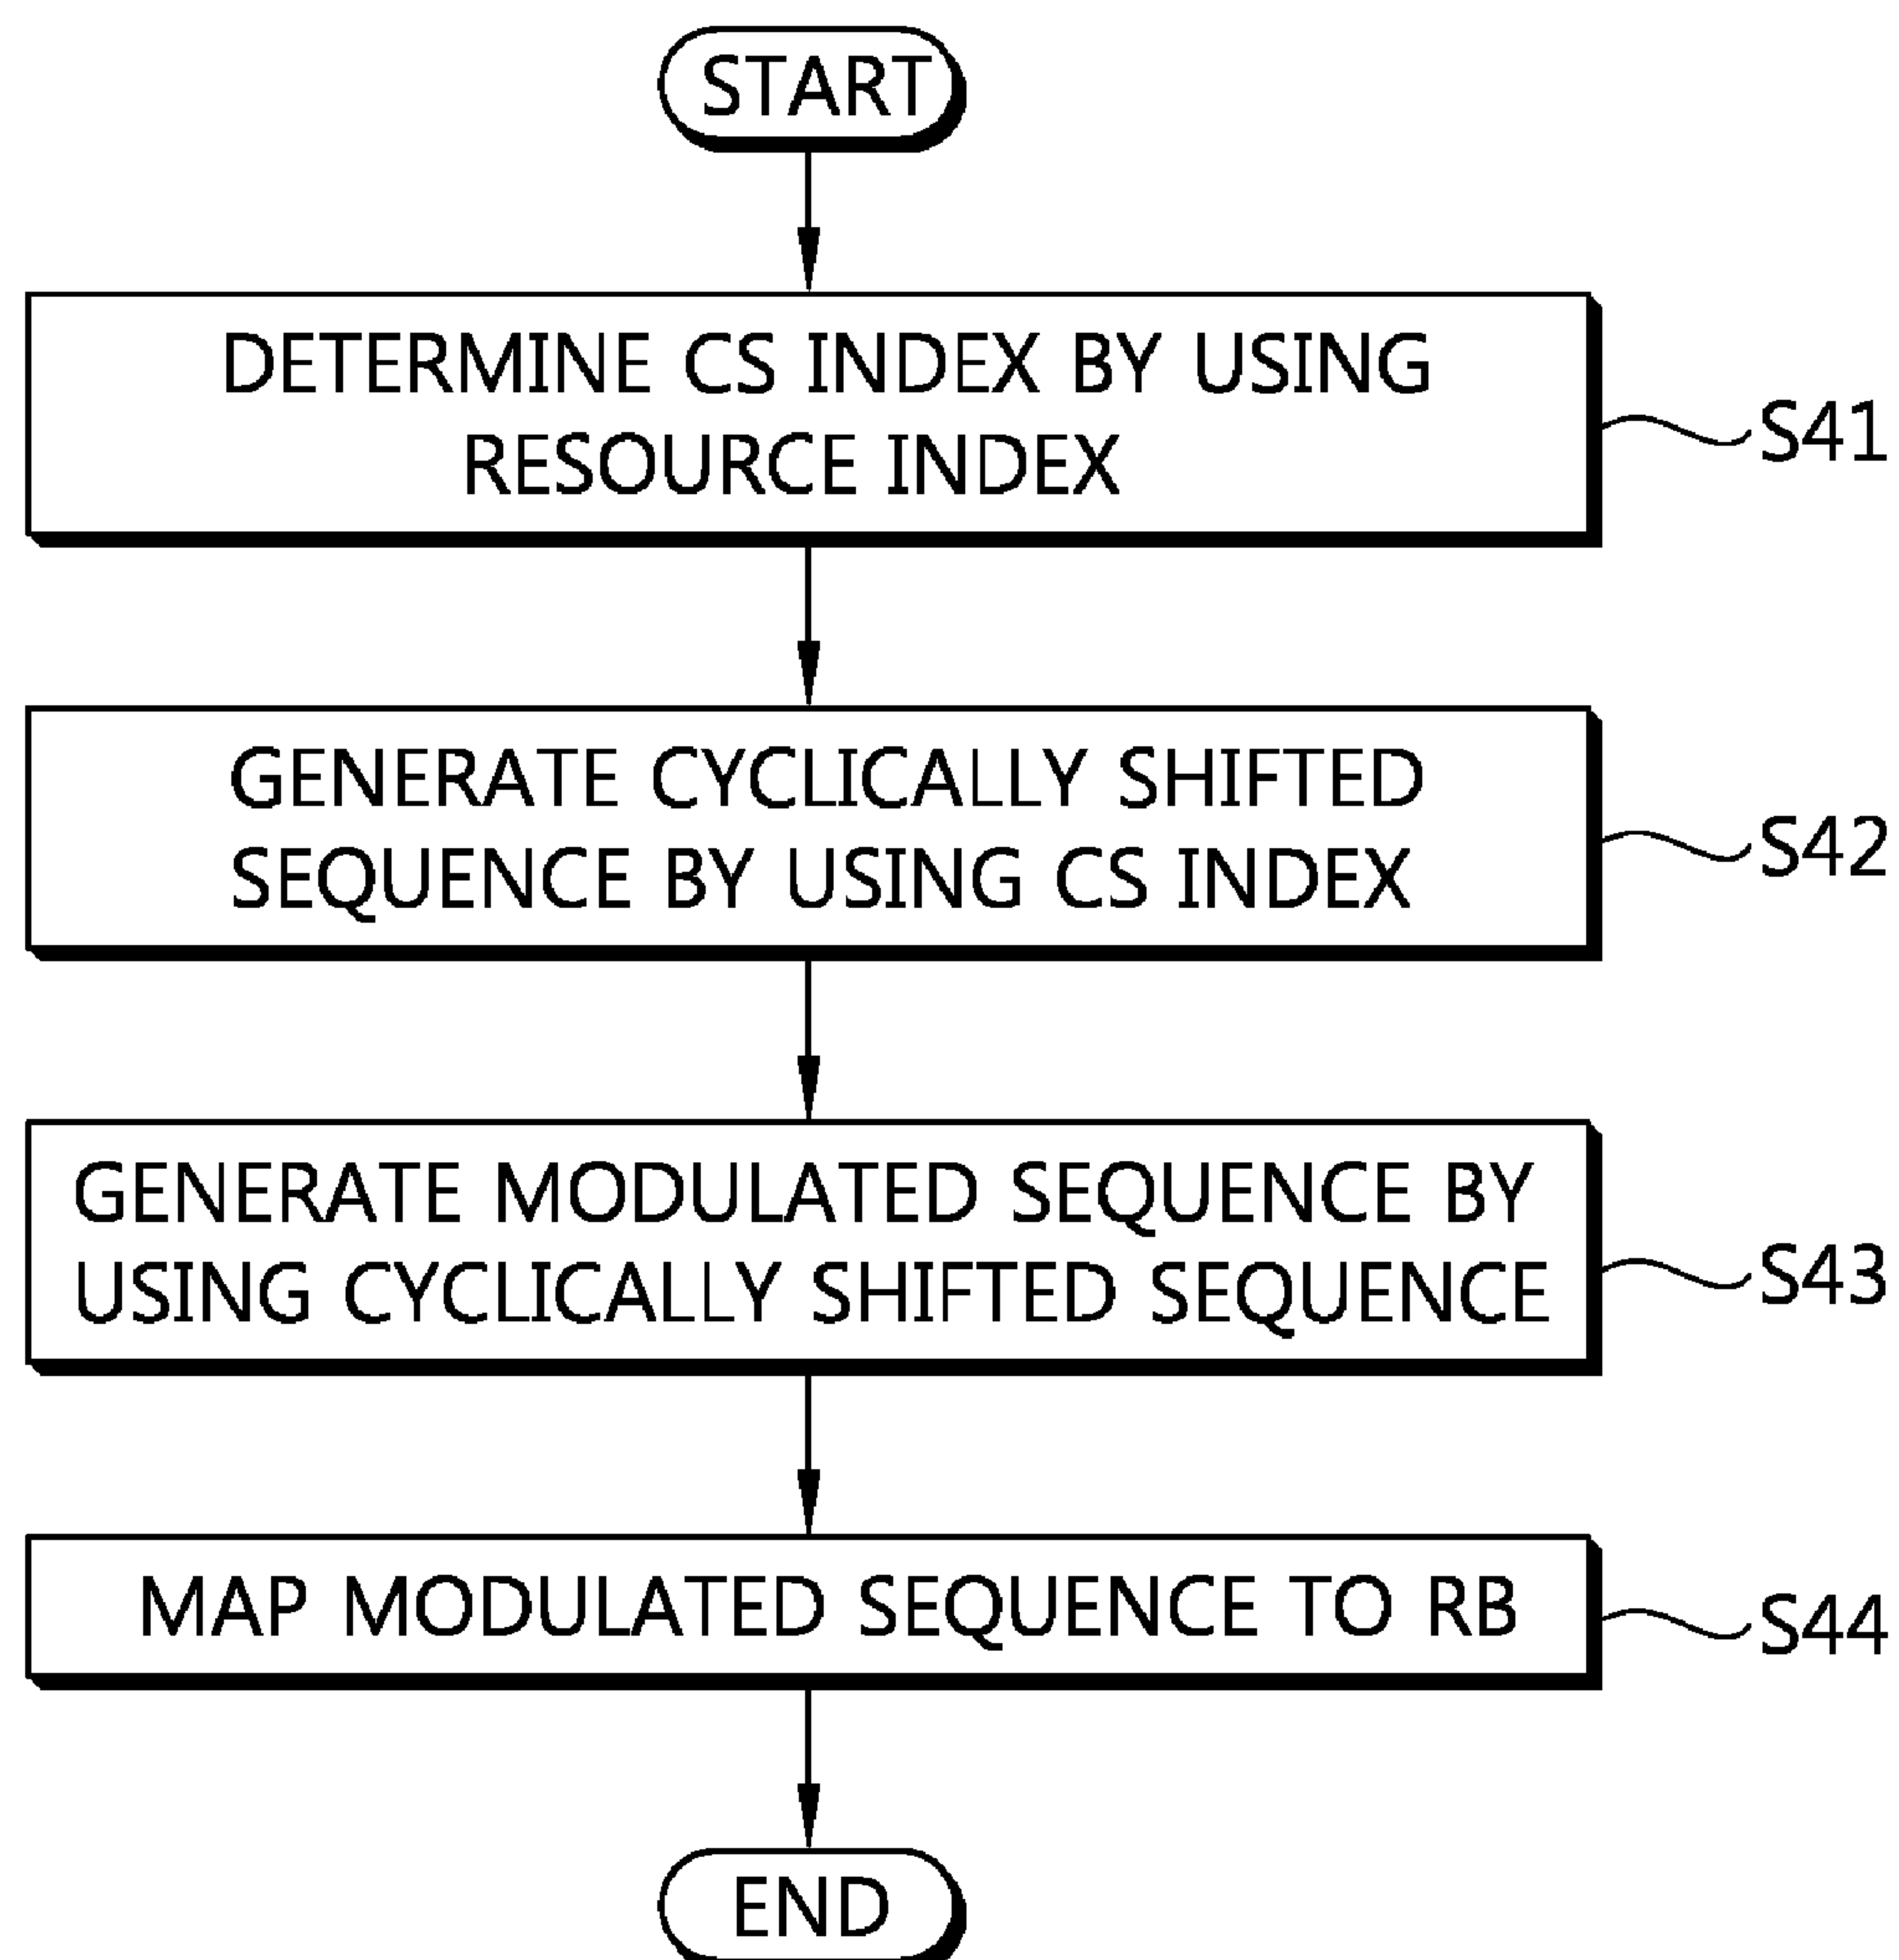 START
DETERMINE CS INDEX BY USING
RESOURCE INDEX
S41
GENERATE CYCLICALLY SHIFTED
SEQUENCE BY USING CS INDEX
S42
GENERATE MODULATED SEQUENCE BY
USING CYCLICALLY SHIFTED SEQUENCE
S43
MAP MODULATED SEQUENCE TO RB
S44
END